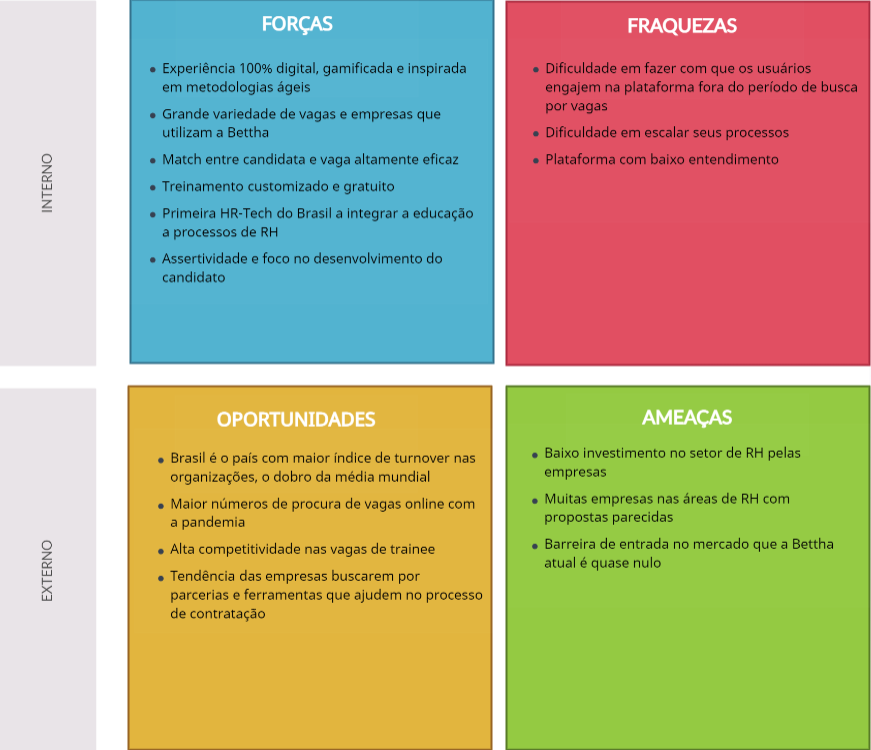 INTERNO
FORÇAS
• Experiência 100% digital, gamificada e inspirada
em metodologias ágeis
• Grande variedade de vagas e empresas que
utilizam a Bettha
• Match entre candidata e vaga altamente eficaz
• Treinamento customizado e gratuito
• Primeira HR-Tech do Brasil a integrar a educação
a processos de RH
• Assertividade e foco no desenvolvimento do
candidato
FRAQUEZAS
• Dificuldade em fazer com que os usuários
engajem na plataforma fora do período de busca
por vagas
• Dificuldade em escalar seus processos
• Plataforma com baixo entendimento
EXTERNO
OPORTUNIDADES
• Brasil é o país com maior índice de turnover nas
organizações, o dobro da média mundial
• Maior números de procura de vagas online com
a pandemia
• Alta competitividade nas vagas de trainee
• Tendência das empresas buscarem por
parcerias e ferramentas que ajudem no processo
de contratação
AMEAÇAS
• Baixo investimento no setor de RH pelas
empresas
• Muitas empresas nas áreas de RH com
propostas parecidas
• Barreira de entrada no mercado que a Bettha
atual é quase nulo